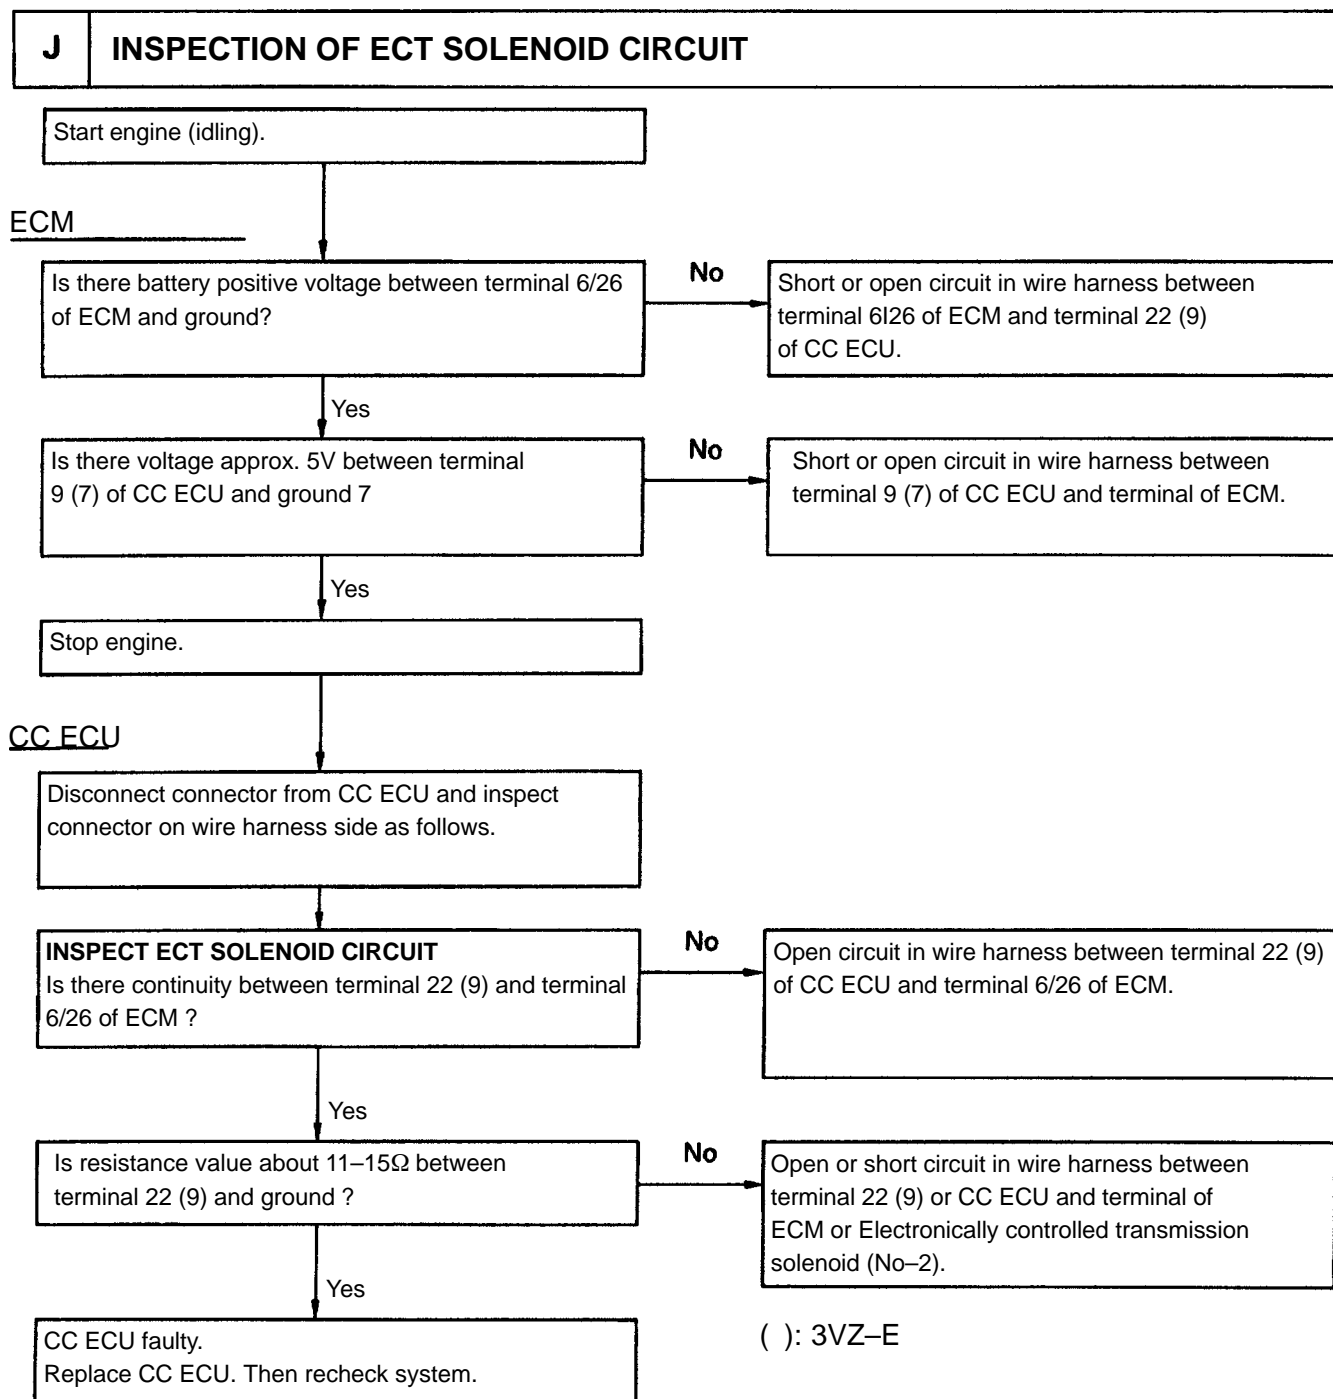 J INSPECTION OF ECT SOLENOID CIRCUIT
Start engine (idling).
ECM
Is there battery positive voltage between terminal 6/26
of ECM and ground?
No
Short or open circuit in wire harness between
terminal 6I26 of ECM and terminal 22 (9)
of CC ECU.
Yes
Is there voltage approx. 5V between terminal
9 (7) of CC ECU and ground 7
No
Short or open circuit in wire harness between
terminal 9 (7) of CC ECU and terminal of ECM.
Yes
Stop engine.
CC ECU
Disconnect connector from CC ECU and inspect
connector on wire harness side as follows.
INSPECT ECT SOLENOID CIRCUIT
Is there continuity between terminal 22 (9) and terminal
6/26 of ECM ?
No
Open circuit in wire harness between terminal 22 (9)
of CC ECU and terminal 6/26 of ECM.
Yes
Is resistance value about 11–15Ω between
terminal 22 (9) and ground ?
No
Open or short circuit in wire harness between
terminal 22 (9) or CC ECU and terminal of
ECM or Electronically controlled transmission
solenoid (No–2).
Yes
CC ECU faulty.
Replace CC ECU. Then recheck system.
( ): 3VZ–E